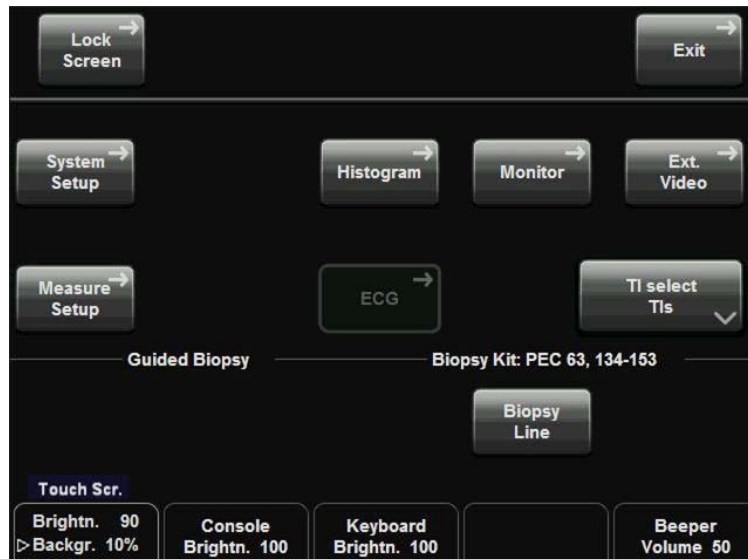 Lock
Screen
Exit
System
Setup
Histogram
Monitor
Ext.
Video
Measure
Setup
ECG
TI select
TIs
Guided Biopsy
Biopsy Kit: PEC 63, 134-153
Biopsy
Line
Touch Scr.
Brightn. 90
Backgr. 10%
Console
Brightn. 100
Keyboard
Brightn. 100
Beeper
Volume 50